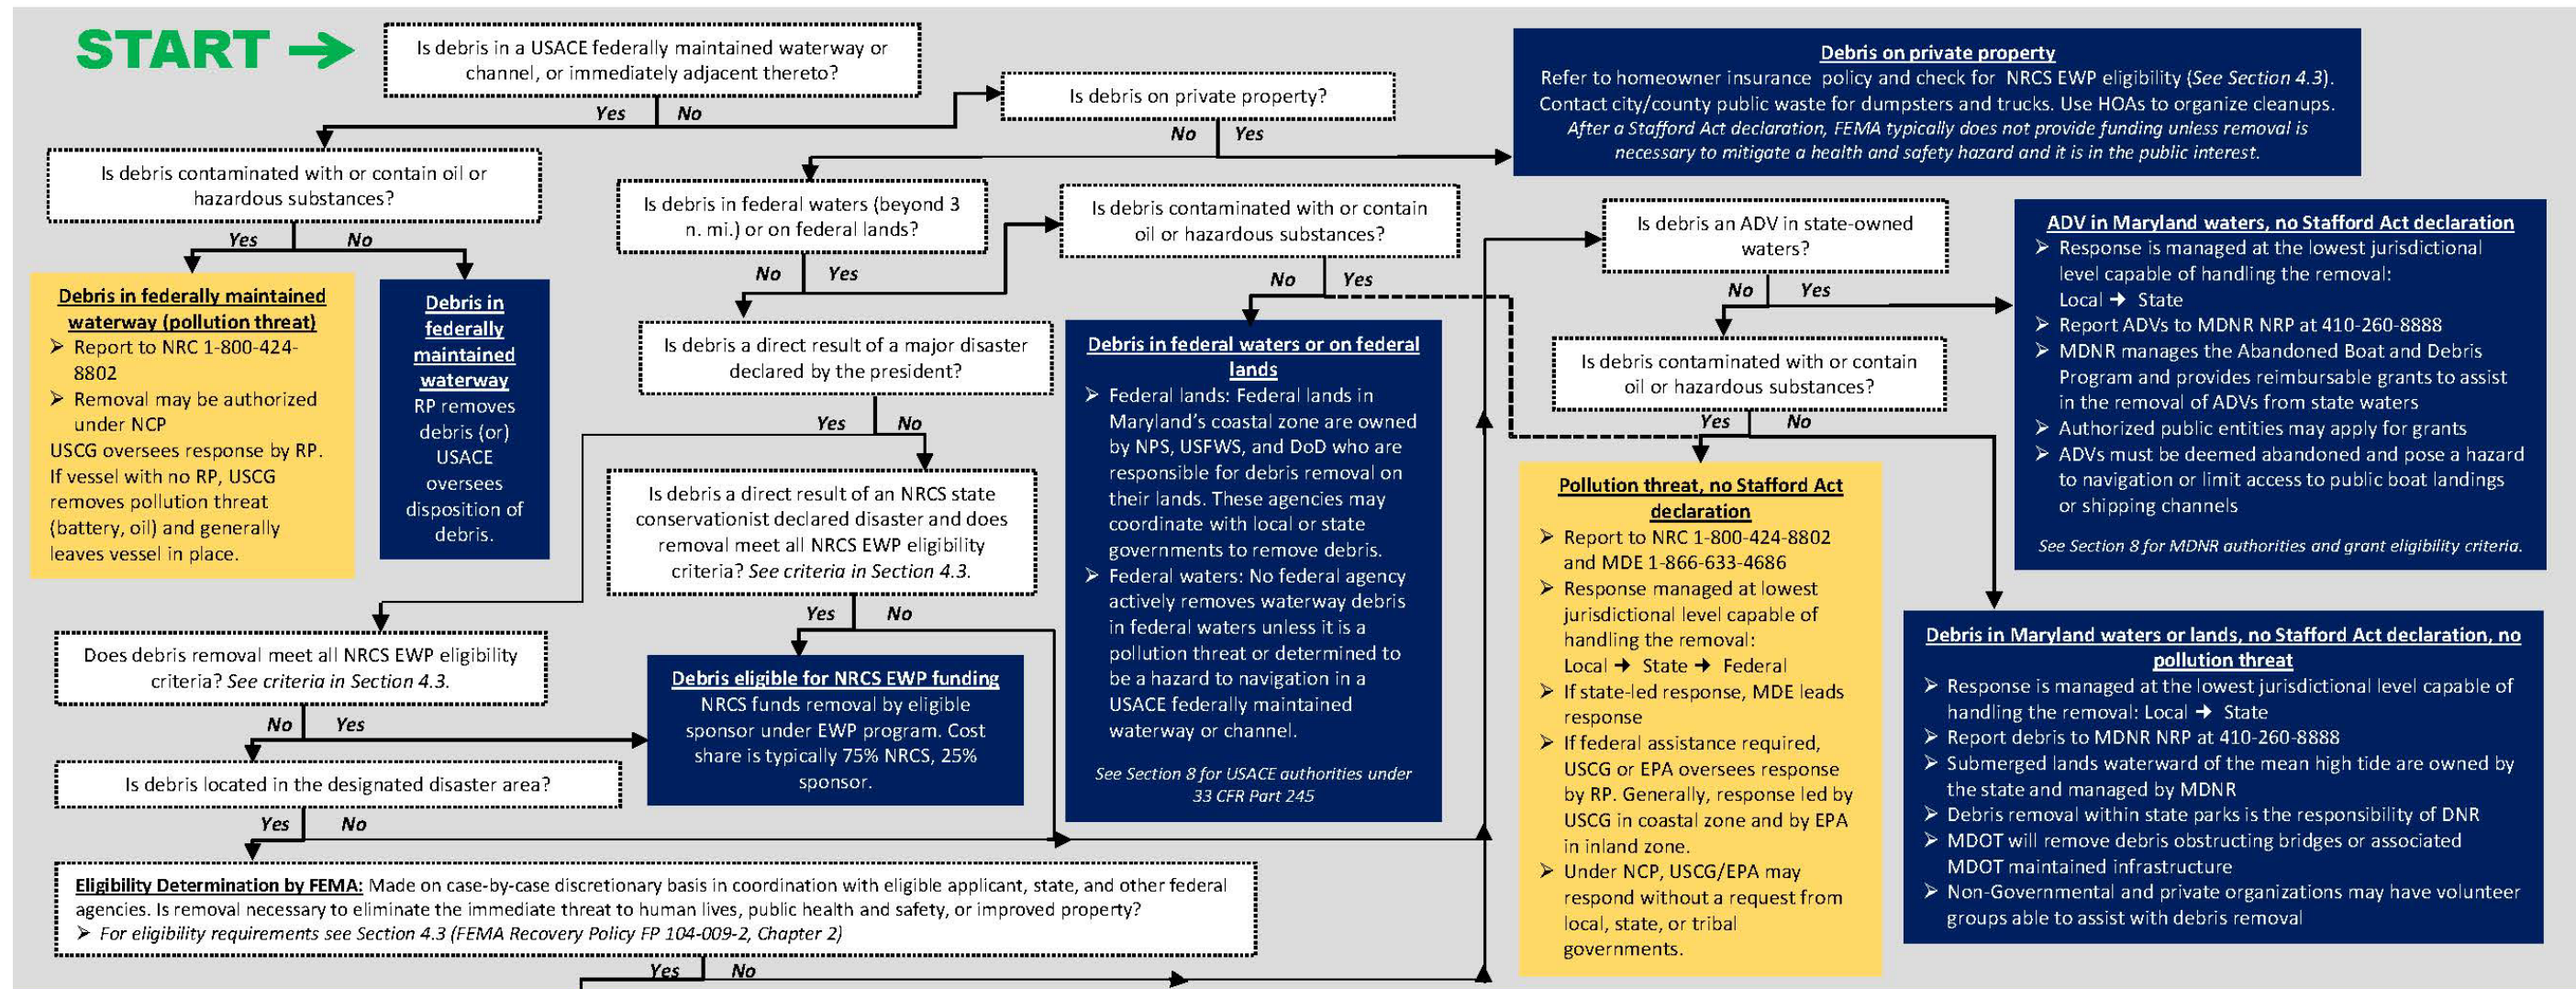 START
Is debris in a USACE federally maintained waterway or
channel, or immediately adjacent thereto?
Yes
No
Is debris on private property?
No
Yes
Debris on private property
Refer to homeowner insurance policy and check for NRCS EWP eligibility (See Section 4.3).
Contact city/county public waste for dumpsters and trucks. Use HOAs to organize cleanups.
After a Stafford Act declaration, FEMA typically does not provide funding unless removal is
necessary to mitigate a health and safety hazard and it is in the public interest.
Is debris contaminated with or contain oil or
hazardous substances?
Yes
No
Debris in federally maintained
waterway (pollution threat)
➢ Report to NRC 1-800-424-
8802
➢ Removal may be authorized
under NCP
USCG oversees response by RP.
If vessel with no RP, USCG
removes pollution threat
(battery, oil) and generally
leaves vessel in place.
Debris in
federally
maintained
waterway
RP removes
debris (or)
USACE
oversees
disposition of
debris.
Is debris in federal waters (beyond 3
n. mi.) or on federal lands?
No
Yes
Is debris contaminated with or contain
oil or hazardous substances?
No
Yes
Debris in federal waters or on federal
lands
➢ Federal lands: Federal lands in
Maryland's coastal zone are owned
by NPS, USFWS, and DoD who are
responsible for debris removal on
their lands. These agencies may
coordinate with local or state
governments to remove debris.
➢ Federal waters: No federal agency
actively removes waterway debris
in federal waters unless it is a
pollution threat or determined to
be a hazard to navigation in a
USACE federally maintained
waterway or channel.
See Section 8 for USACE authorities under
33 CFR Part 245
Is debris a direct result of a major disaster
declared by the president?
Yes
No
Is debris a direct result of an NRCS state
conservationist declared disaster and does
removal meet all NRCS EWP eligibility
criteria? See criteria in Section 4.3.
Yes
No
Does debris removal meet all NRCS EWP eligibility
criteria? See criteria in Section 4.3.
No
Yes
Debris eligible for NRCS EWP funding
NRCS funds removal by eligible
sponsor under EWP program. Cost
share is typically 75% NRCS, 25%
sponsor.
Is debris located in the designated disaster area?
Yes
No
Eligibility Determination by FEMA: Made on case-by-case discretionary basis in coordination with eligible applicant, state, and other federal
agencies. Is removal necessary to eliminate the immediate threat to human lives, public health and safety, or improved property?
➢ For eligibility requirements see Section 4.3 (FEMA Recovery Policy FP 104-009-2, Chapter 2)
Yes
No
Is debris an ADV in state-owned
waters?
No
Yes
ADV in Maryland waters, no Stafford Act declaration
➢ Response is managed at the lowest jurisdictional
level capable of handling the removal:
Local → State
➢ Report ADVs to MDNR NRP at 410-260-8888
➢ MDNR manages the Abandoned Boat and Debris
Program and provides reimbursable grants to assist
in the removal of ADVs from state waters
➢ Authorized public entities may apply for grants
➢ ADVs must be deemed abandoned and pose a hazard
to navigation or limit access to public boat landings
or shipping channels
See Section 8 for MDNR authorities and grant eligibility criteria.
Is debris contaminated with or contain
oil or hazardous substances?
Yes
No
Pollution threat, no Stafford Act
declaration
➢ Report to NRC 1-800-424-8802
and MDE 1-866-633-4686
➢ Response managed at lowest
jurisdictional level capable of
handling the removal:
Local → State → Federal
➢ If state-led response, MDE leads
response
➢ If federal assistance required,
USCG or EPA oversees response
by RP. Generally, response led by
USCG in coastal zone and by EPA
in inland zone.
➢ Under NCP, USCG/EPA may
respond without a request from
local, state, or tribal
governments.
Debris in Maryland waters or lands, no Stafford Act declaration, no
pollution threat
➢ Response is managed at the lowest jurisdictional level capable of
handling the removal: Local → State
➢ Report debris to MDNR NRP at 410-260-8888
➢ Submerged lands waterward of the mean high tide are owned by
the state and managed by MDNR
➢ Debris removal within state parks is the responsibility of DNR
➢ MDOT will remove debris obstructing bridges or associated
MDOT maintained infrastructure
➢ Non-Governmental and private organizations may have volunteer
groups able to assist with debris removal